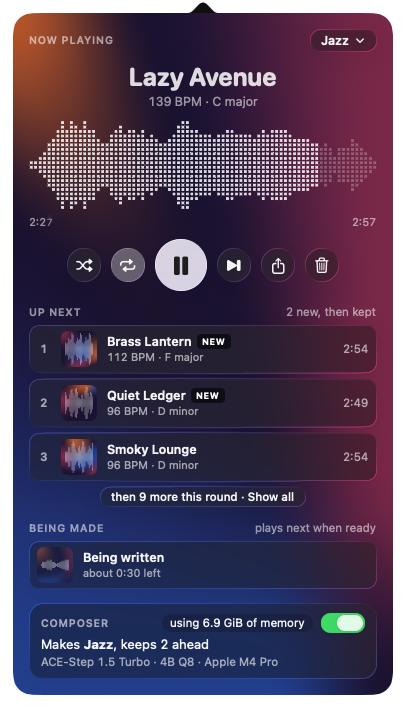 NOW PLAYING
Jazz
Lazy Avenue
139 BPM · C major
2:27
2:57
UP NEXT
2 new, then kept
1
Brass Lantern NEW
112 BPM · F major
2:54
2
Quiet Ledger NEW
96 BPM · D minor
2:49
3
Smoky Lounge
96 BPM · D minor
2:54
then 9 more this round · Show all
BEING MADE
plays next when ready
Being written
about 0:30 left
COMPOSER
using 6.9 GiB of memory
Makes Jazz, keeps 2 ahead
ACE-Step 1.5 Turbo · 4B Q8 · Apple M4 Pro